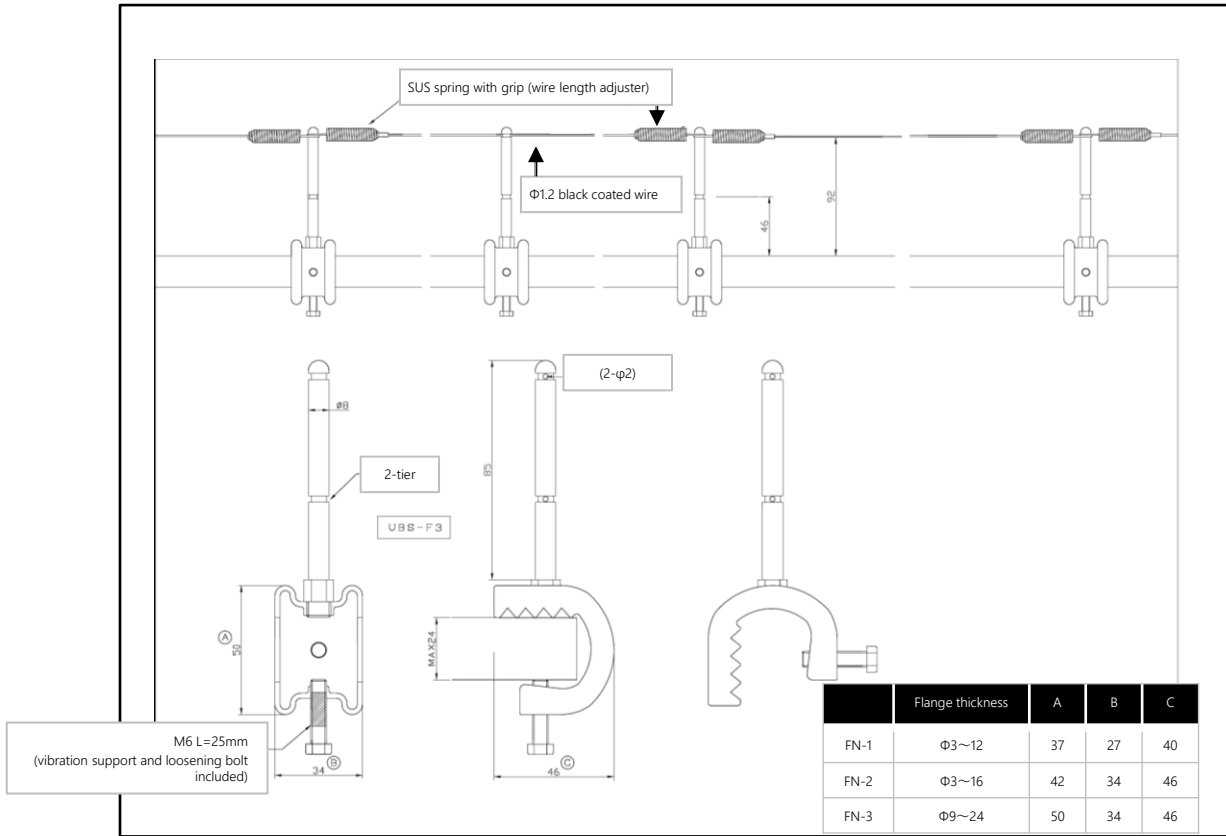 SUS spring with grip (wire length adjuster)
Φ1.2 black coated wire
92
46
(2-φ2)
ø8
85
2-tier
UBS-F3
A
50
MAX24
M6 L=25mm
(vibration support and loosening bolt
included)
B
34
C
46
Flange thickness A B C
FN-1 Φ3～12 37 27 40
FN-2 Φ3～16 42 34 46
FN-3 Φ9～24 50 34 46